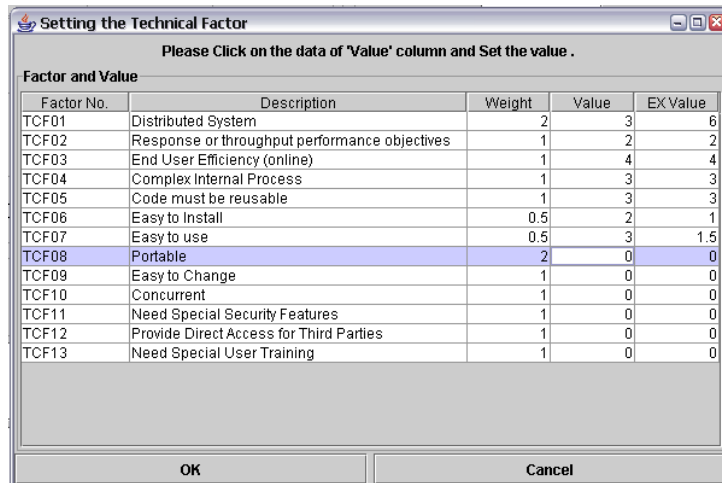 Setting the Technical Factor
Please Click on the data of 'Value' column and Set the value .
Factor and Value
Factor No. Description Weight Value EX Value
TCF01 Distributed System 2 3 6
TCF02 Response or throughput performance objectives 1 2 2
TCF03 End User Efficiency (online) 1 4 4
TCF04 Complex Internal Process 1 3 3
TCF05 Code must be reusable 1 3 3
TCF06 Easy to Install 0.5 2 1
TCF07 Easy to use 0.5 3 1.5
TCF08 Portable 2 0 0
TCF09 Easy to Change 1 0 0
TCF10 Concurrent 1 0 0
TCF11 Need Special Security Features 1 0 0
TCF12 Provide Direct Access for Third Parties 1 0 0
TCF13 Need Special User Training 1 0 0
OK Cancel